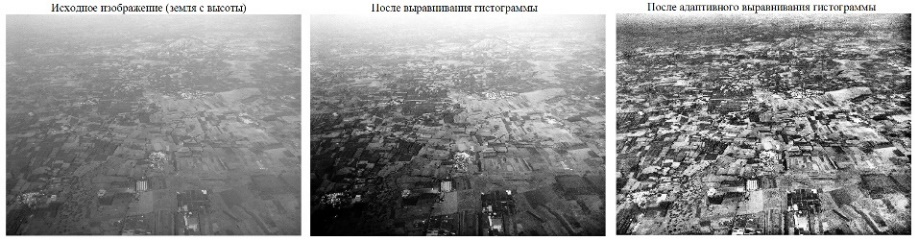 Исходное изображение (земля с высоты)
После выравнивания гистограммы
После адаптивного выравнивания гистограммы